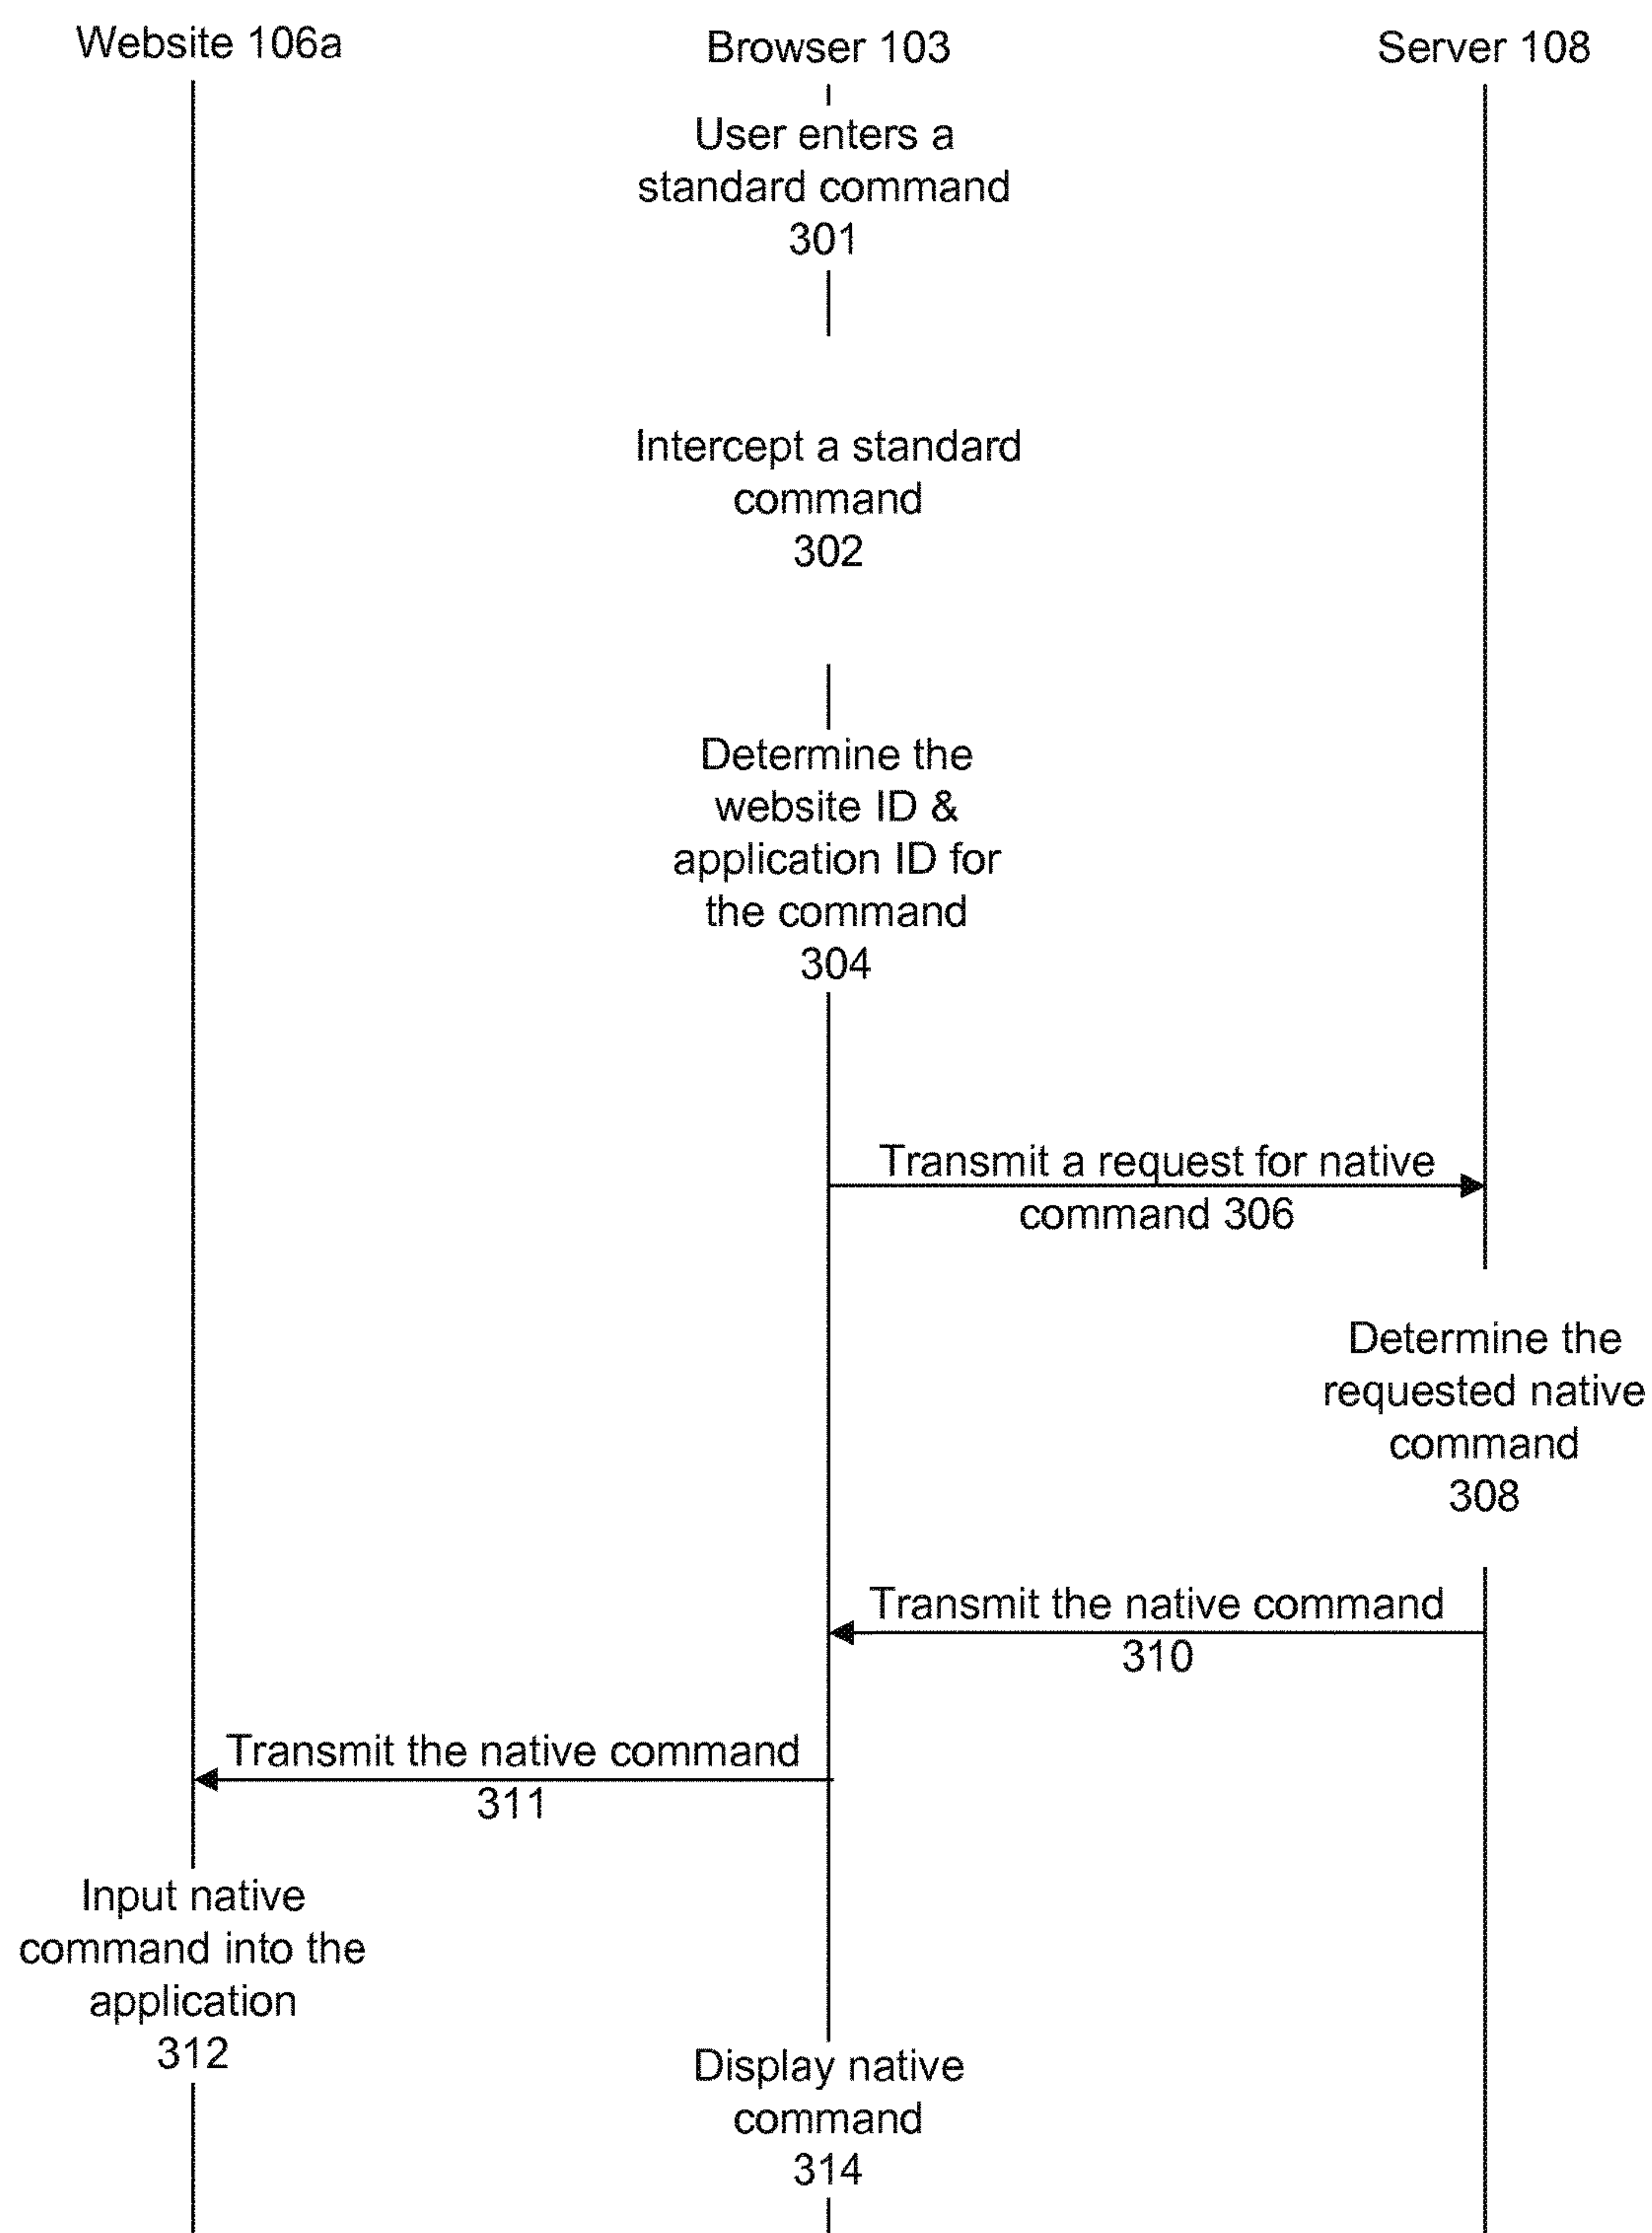 Website 106a
Browser 103
Server 108
User enters a
standard command
301
Intercept a standard
command
302
Determine the
website ID &
application ID for
the command
304
Transmit a request for native
command 306
Determine the
requested native
command
308
Transmit the native command
310
Transmit the native command
311
Input native
command into the
application
312
Display native
command
314